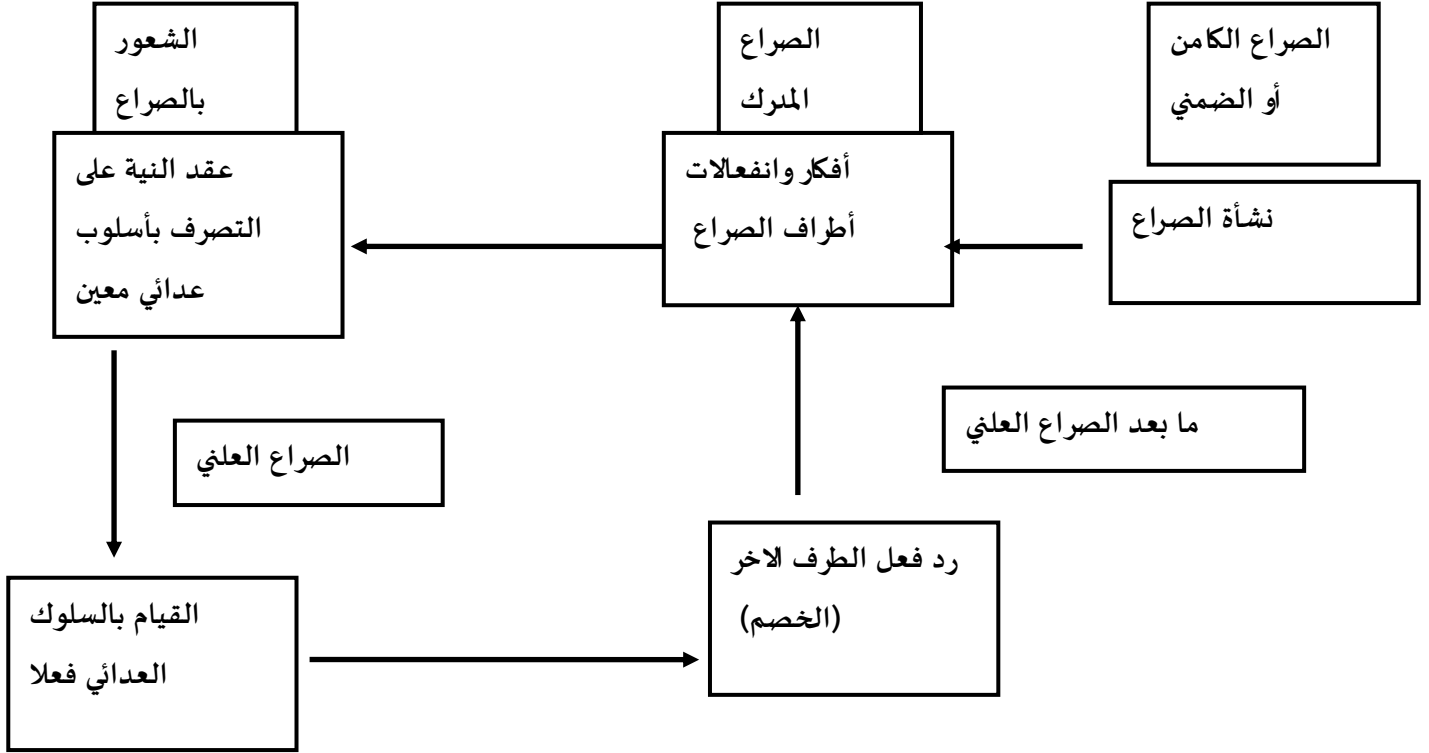 الصراع الكامن
أو الضمني
نشأة الصراع
الصراع
المدرك
أفكار وانفعالات
أطراف الصراع
الشعور
بالصراع
عقد النية على
التصرف بأسلوب
عدائي معين
الصراع العلني
القيام بالسلوك
العدائي فعلا
رد فعل الطرف الاخر
(الخصم)
ما بعد الصراع العلني